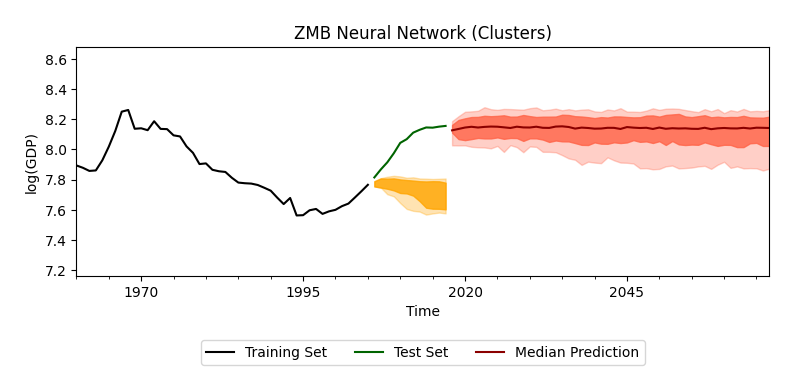 ZMB Neural Network (Clusters)
8.6
8.4
8.2
8.0
7.8
7.6
7.4
7.2
log(GDP)
1970 1995 2020 2045
Time
Training Set Test Set Median Prediction